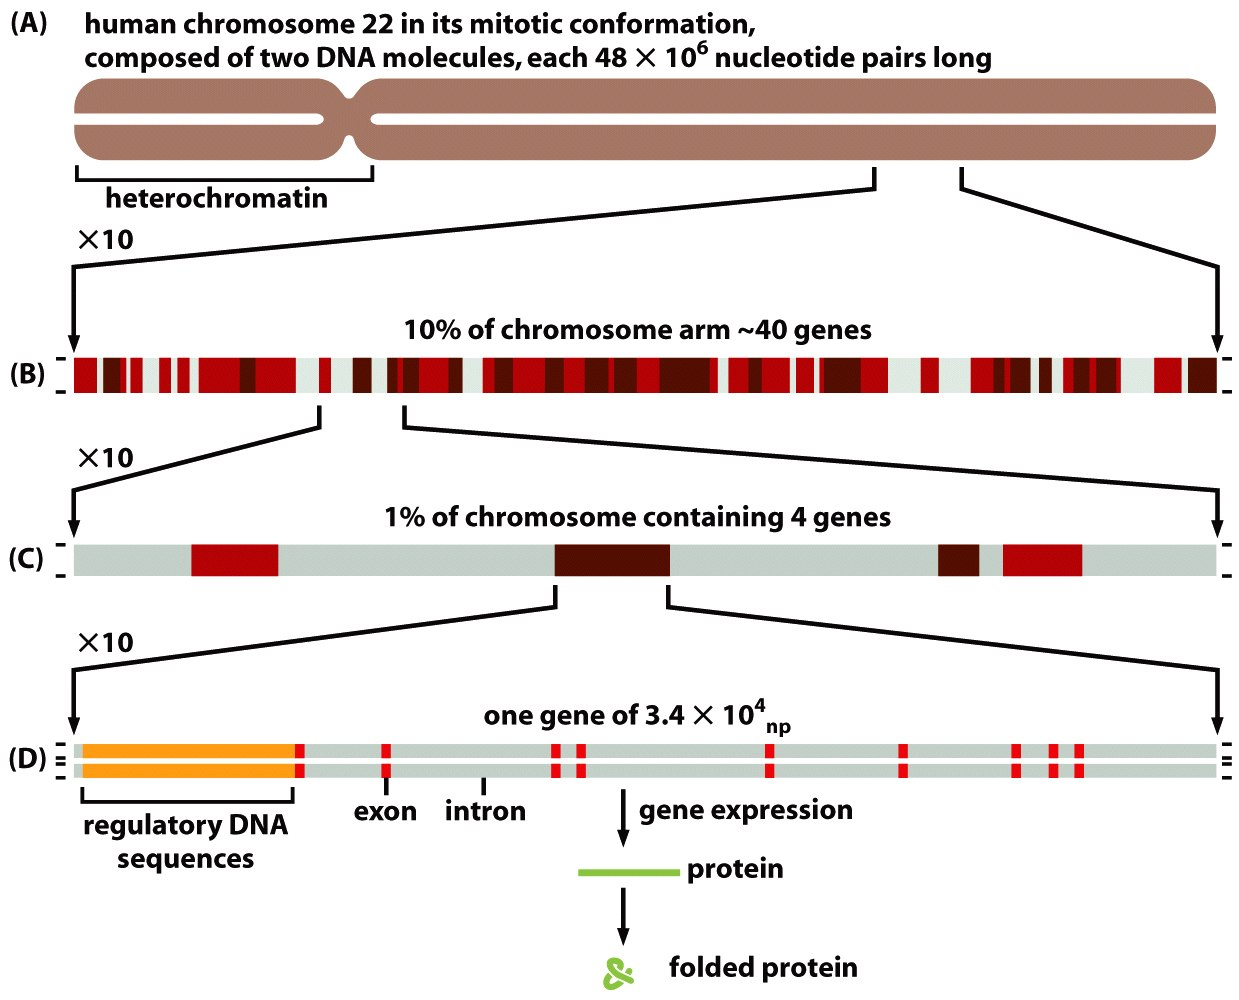 (A) human chromosome 22 in its mitotic conformation,
composed of two DNA molecules, each 48 × 10⁶ nucleotide pairs long
heterochromatin
×10
10% of chromosome arm ~40 genes
(B)
×10
1% of chromosome containing 4 genes
(C)
×10
one gene of 3.4 × 10⁴ np
(D)
exon intron gene expression
regulatory DNA
sequences
protein
folded protein